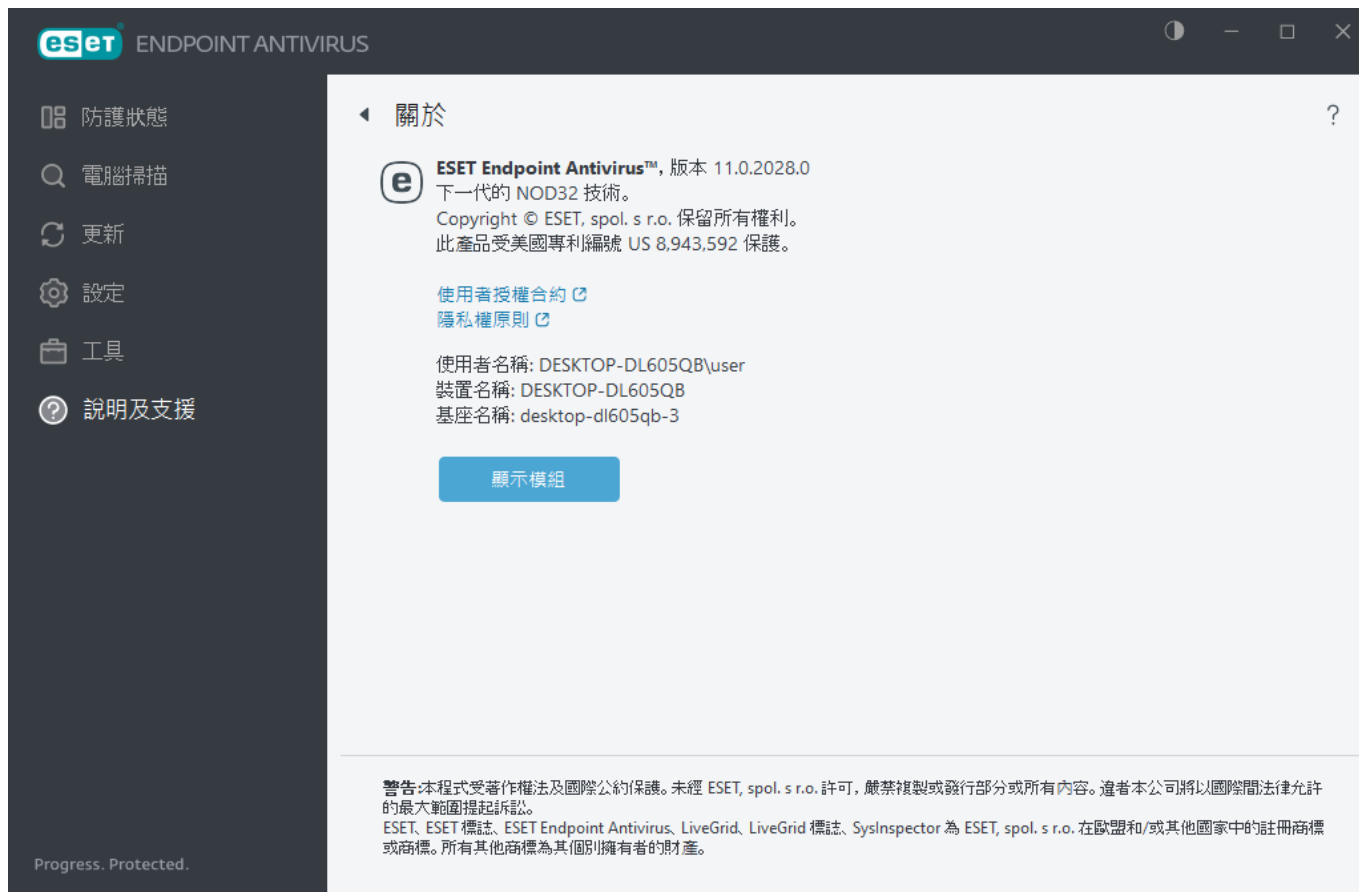 eset ENDPOINT ANTIVIRUS
防護狀態
電腦掃描
更新
設定
工具
說明及支援
Progress. Protected.
關於
?
ESET Endpoint Antivirus™, 版本 11.0.2028.0
下一代的 NOD32 技術。
Copyright © ESET, spol. s r.o. 保留所有權利。
此產品受美國專利編號 US 8,943,592 保護。
使用者授權合約
隱私權原則
使用者名稱: DESKTOP-DL605QB\user
裝置名稱: DESKTOP-DL605QB
基座名稱: desktop-dl605qb-3
顯示模組
警告:本程式受著作權法及國際公約保護。未經 ESET, spol. s r.o. 許可, 嚴禁複製或發行部分或所有內容。違者本公司將以國際間法律允許
的最大範圍提起訴訟。
ESET、ESET 標誌、ESET Endpoint Antivirus、LiveGrid、LiveGrid 標誌、SysInspector 為 ESET, spol. s r.o. 在歐盟和/或其他國家中的註冊商標
或商標。所有其他商標為其個別擁有者的財產。